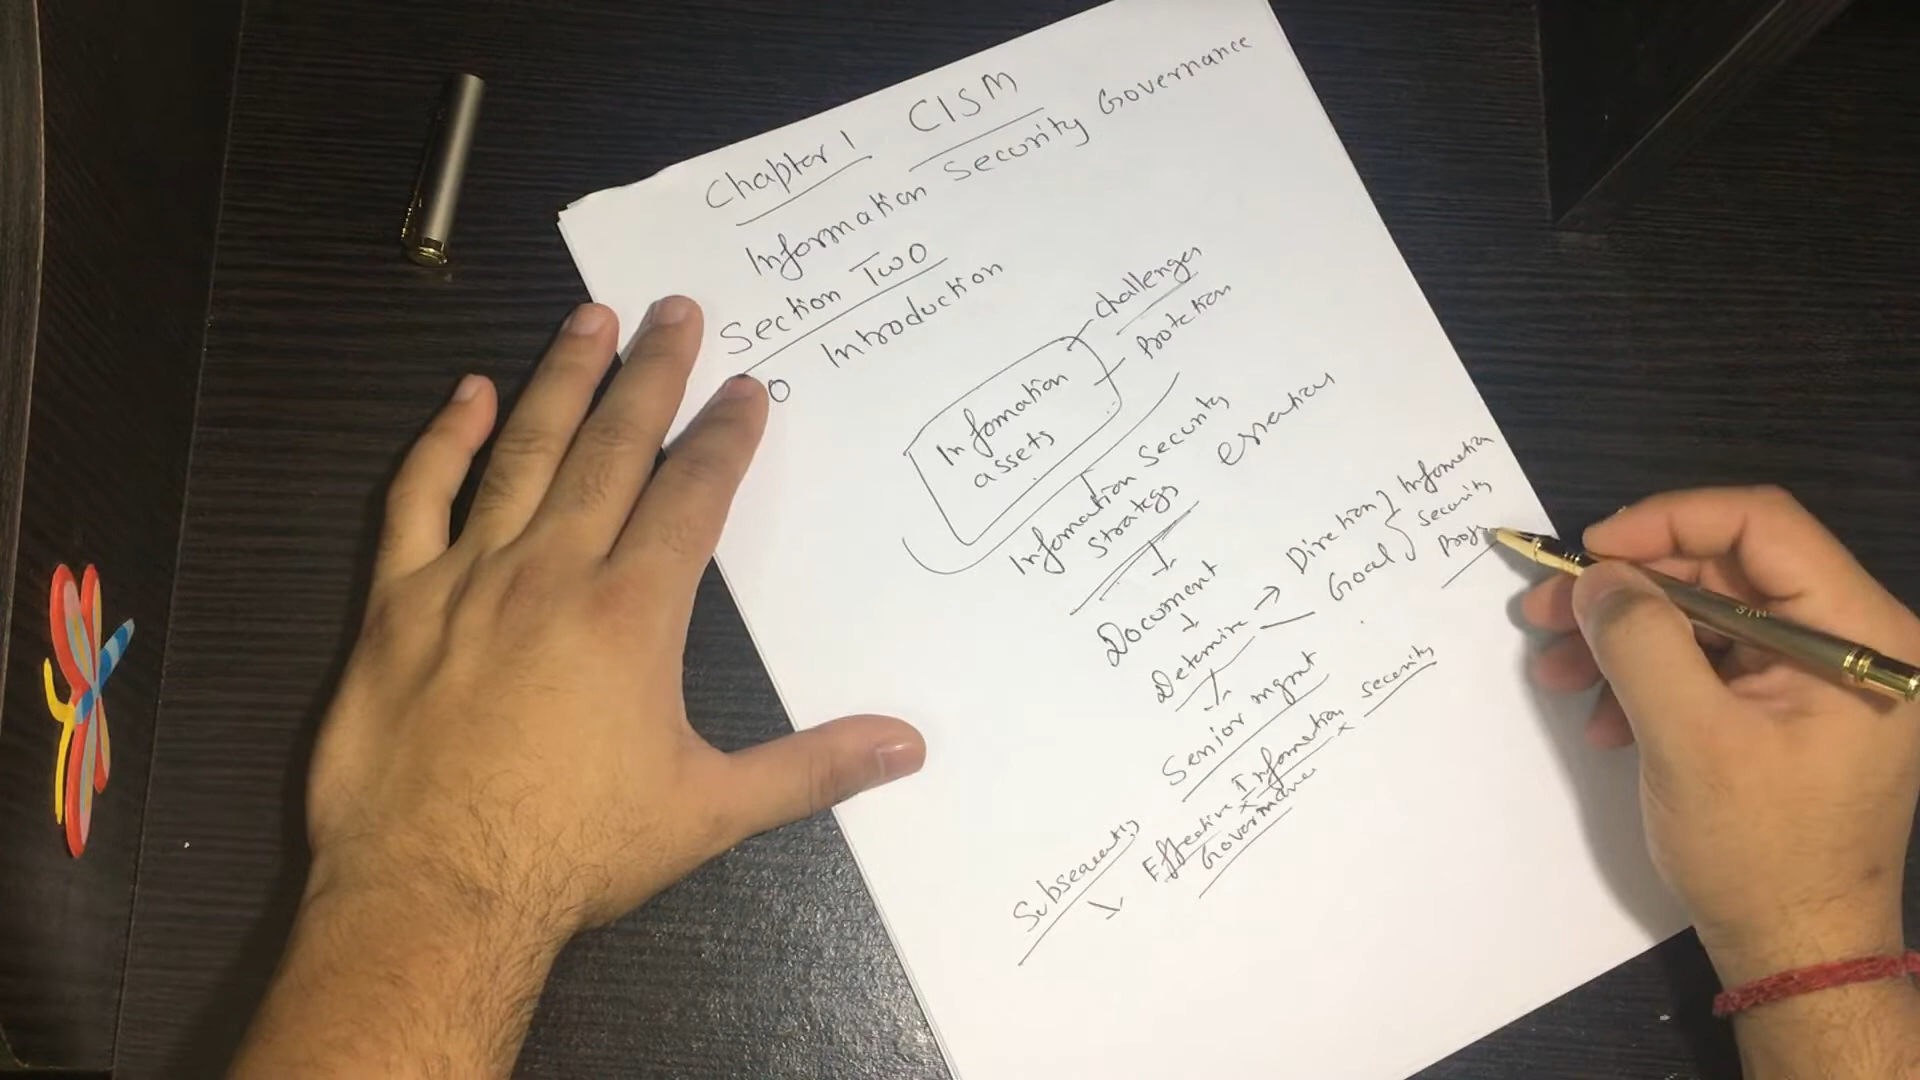 Chapter 1 CISM
Information Security Governance
Section Two
Introduction
challenges
Protection
Information
assets
Information Security
Strategy
Document
Determine
Direction
Goal
Information
Security
Senior mgmt
Subsequently
Effective Information Security
Governance